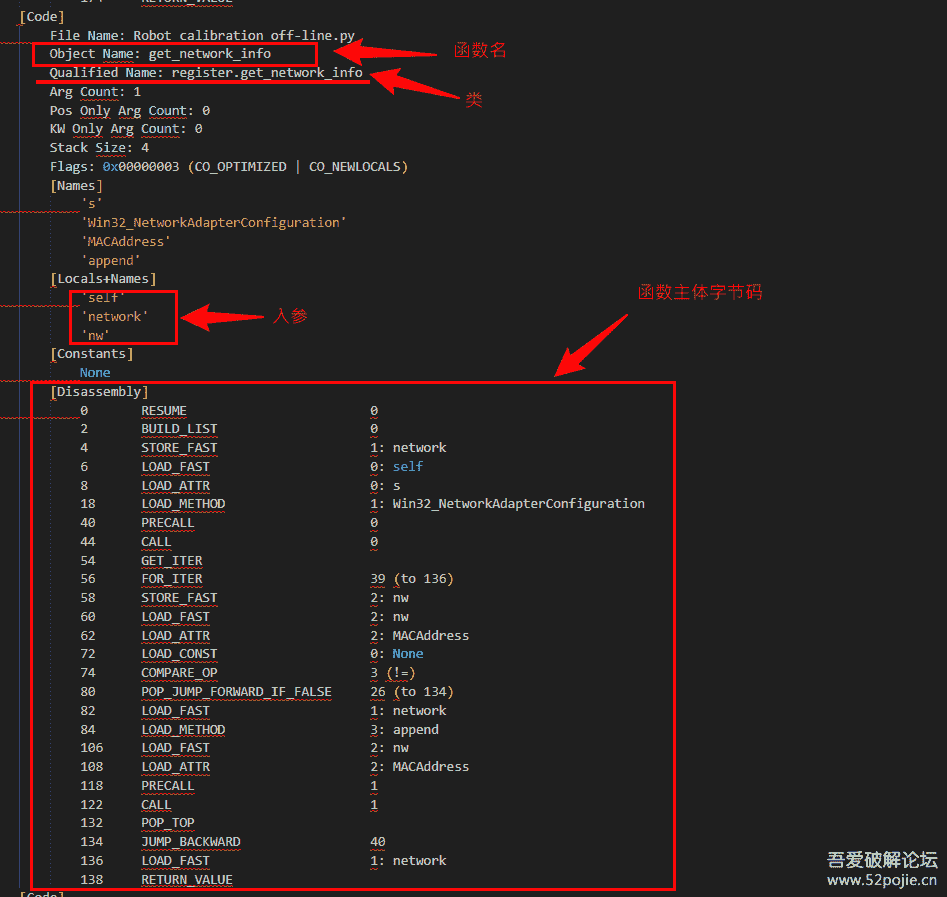 174 RETURN_VALUE
[Code]
File Name: Robot calibration off-line.py
Object Name: get_network_info
函数名
Qualified Name: register.get_network_info
类
Arg Count: 1
Pos Only Arg Count: 0
KW Only Arg Count: 0
Stack Size: 4
Flags: 0x00000003 (CO_OPTIMIZED | CO_NEWLOCALS)
[Names]
's'
'Win32_NetworkAdapterConfiguration'
'MACAddress'
'append'
[Locals+Names]
'self'
'network'
'nw'
入参
函数主体字节码
[Constants]
None
[Disassembly]
0 RESUME 0
2 BUILD_LIST 0
4 STORE_FAST 1: network
6 LOAD_FAST 0: self
8 LOAD_ATTR 0: s
18 LOAD_METHOD 1: Win32_NetworkAdapterConfiguration
40 PRECALL 0
44 CALL 0
54 GET_ITER
56 FOR_ITER 39 (to 136)
58 STORE_FAST 2: nw
60 LOAD_FAST 2: nw
62 LOAD_ATTR 2: MACAddress
72 LOAD_CONST 0: None
74 COMPARE_OP 3 (!=)
80 POP_JUMP_FORWARD_IF_FALSE 26 (to 134)
82 LOAD_FAST 1: network
84 LOAD_METHOD 3: append
106 LOAD_FAST 2: nw
108 LOAD_ATTR 2: MACAddress
118 PRECALL 1
122 CALL 1
132 POP_TOP
134 JUMP_BACKWARD 40
136 LOAD_FAST 1: network
138 RETURN_VALUE
[Code]
吾爱破解论坛
www.52pojie.cn